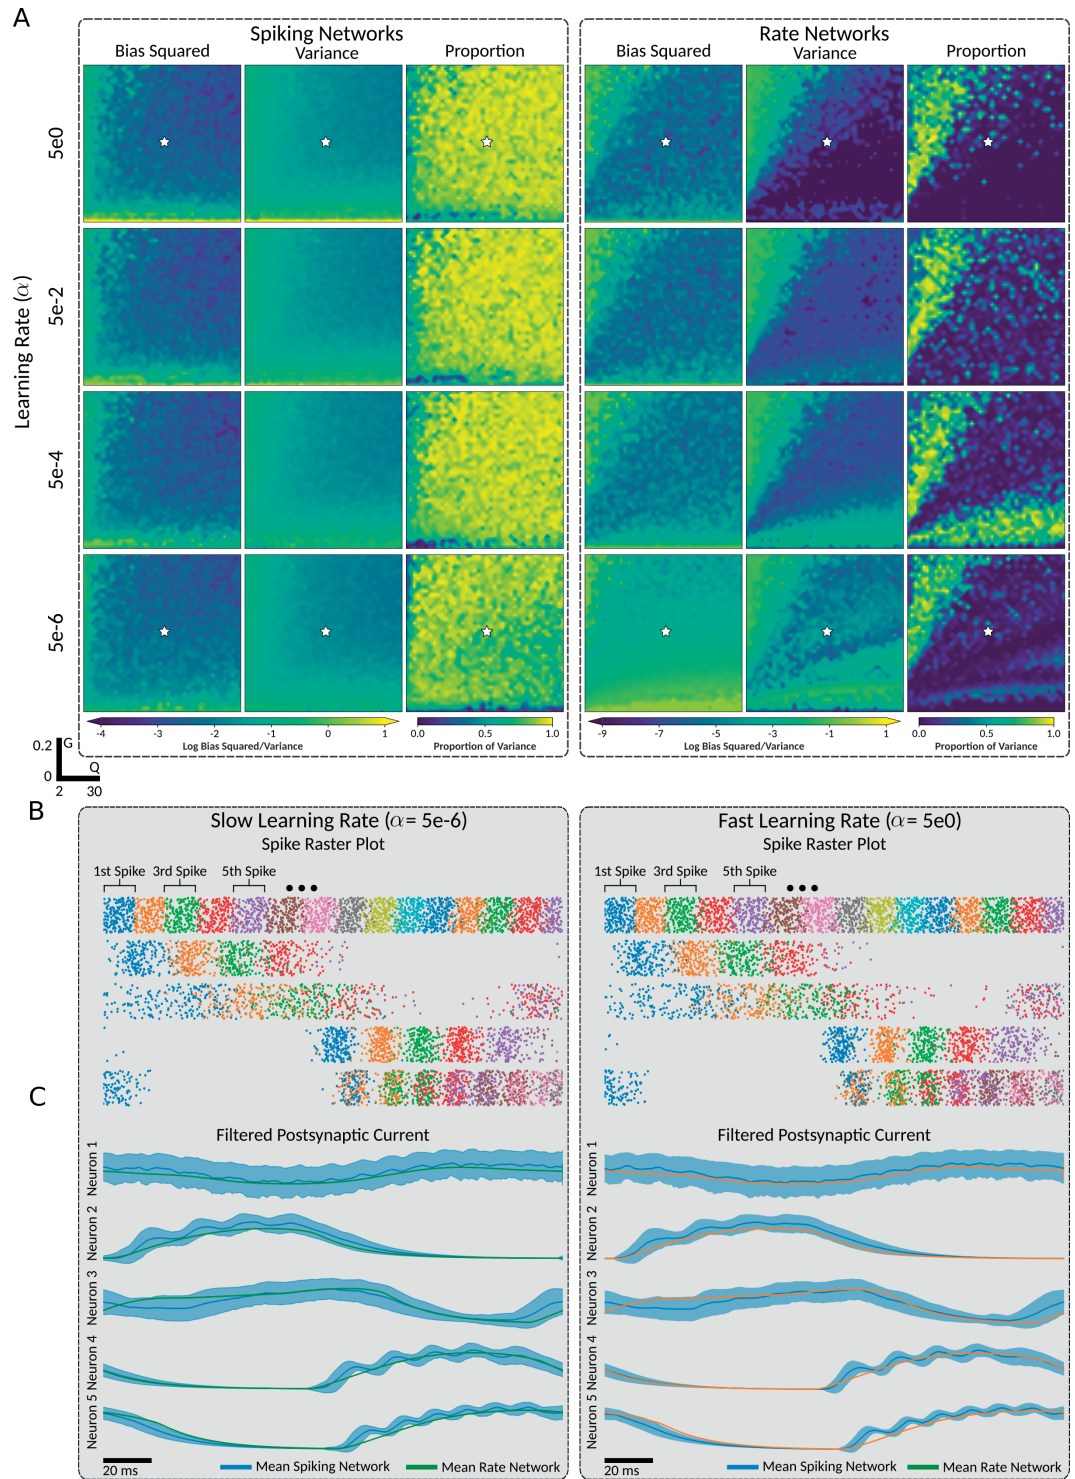 A
Spiking Networks
Bias Squared Variance Proportion
Rate Networks
Bias Squared Variance Proportion
Learning Rate (α)
5e0
5e-2
5e-4
5e-6
-4 -3 -2 -1 0 1
Log Bias Squared/Variance
0.0 0.5 1.0
Proportion of Variance
-9 -7 -5 -3 -1 1
Log Bias Squared/Variance
0.0 0.5 1.0
Proportion of Variance
0.2 G
0 Q
2 30
B
Slow Learning Rate (α= 5e-6)
Spike Raster Plot
1st Spike 3rd Spike 5th Spike
Fast Learning Rate (α= 5e0)
Spike Raster Plot
1st Spike 3rd Spike 5th Spike
C
Filtered Postsynaptic Current
Neuron 1
Neuron 2
Neuron 3
Neuron 4
Neuron 5
20 ms
Mean Spiking Network Mean Rate Network
Filtered Postsynaptic Current
Neuron 1
Neuron 2
Neuron 3
Neuron 4
Neuron 5
20 ms
Mean Spiking Network Mean Rate Network